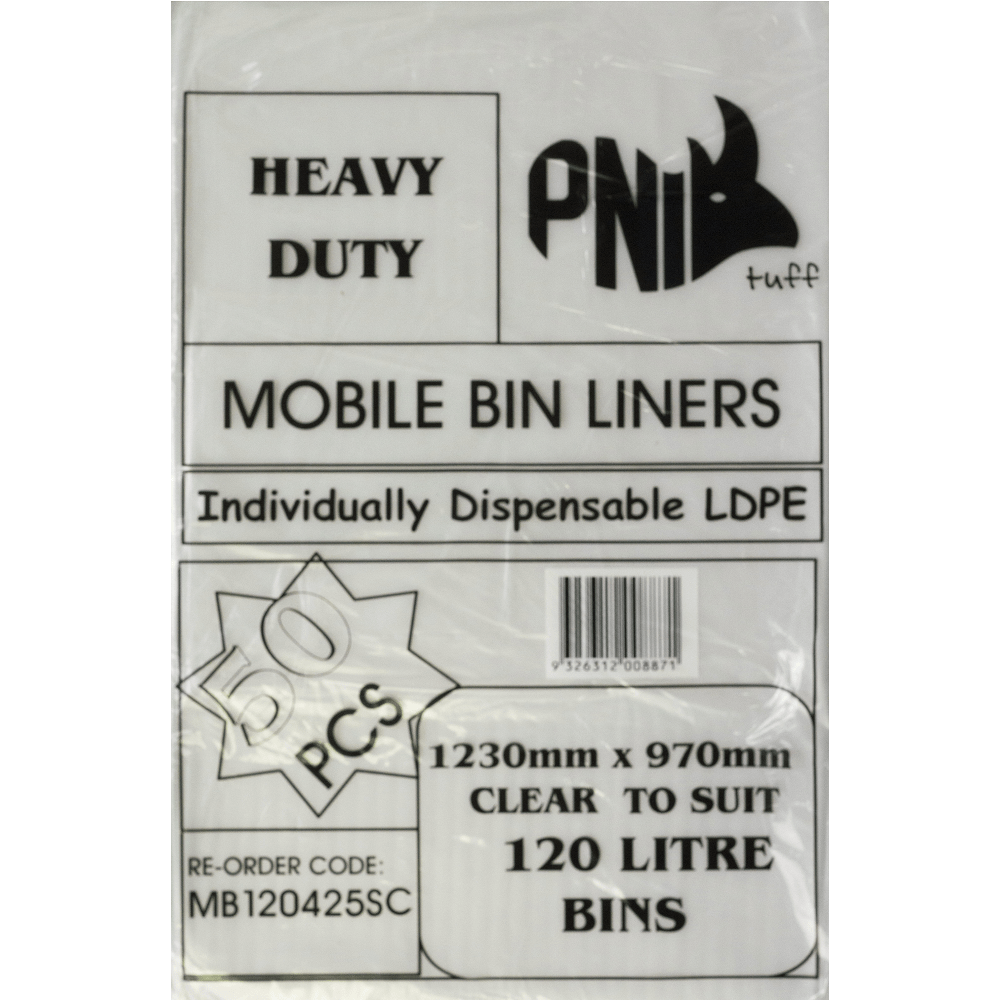 HEAVY
DUTY
PNI
tuff
MOBILE BIN LINERS
Individually Dispensable LDPE
50
PCS
9 326312 008871
1230mm x 970mm
CLEAR TO SUIT
120 LITRE
BINS
RE-ORDER CODE:
MB120425SC